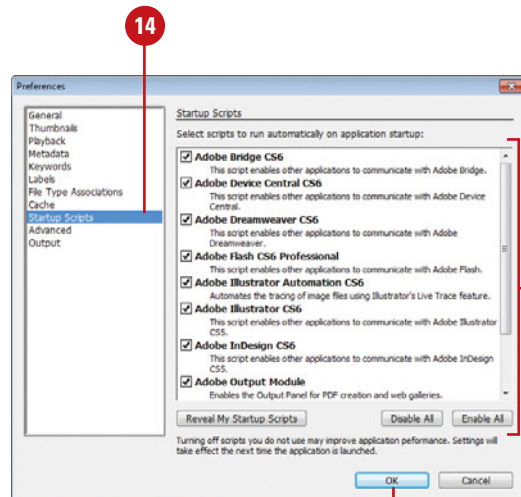 14
Preferences
General
Thumbnails
Playback
Metadata
Keywords
Labels
File Type Associations
Cache
Startup Scripts
Advanced
Output
Startup Scripts
Select scripts to run automatically on application startup:
Adobe Bridge CS6
This script enables other applications to communicate with Adobe Bridge.
Adobe Device Central CS6
This script enables other applications to communicate with Adobe Device
Central.
Adobe Dreamweaver CS6
This script enables other applications to communicate with Adobe
Dreamweaver.
Adobe Flash CS6 Professional
This script enables other applications to communicate with Adobe Flash.
Adobe Illustrator Automation CS6
Automates the tracing of image files using Illustrator's Live Trace feature.
Adobe Illustrator CS6
This script enables other applications to communicate with Adobe Illustrator
CS5.
Adobe InDesign CS6
This script enables other applications to communicate with Adobe InDesign
CS5.
Adobe Output Module
Enables the Output Panel for PDF creation and web galleries.
Reveal My Startup Scripts
Disable All
Enable All
Turning off scripts you do not use may improve application peformance. Settings will
take effect the next time the application is launched.
OK
Cancel